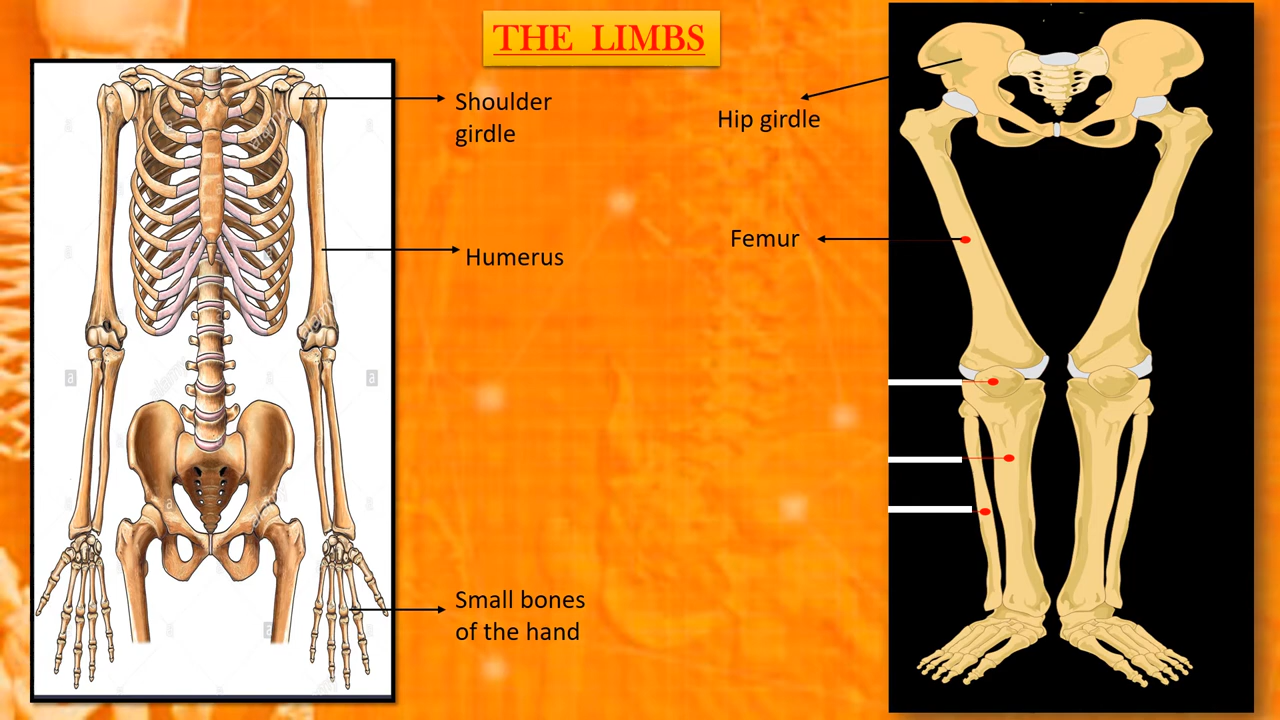 THE LIMBS
Shoulder
girdle
Humerus
Small bones
of the hand
Hip girdle
Femur
a
a